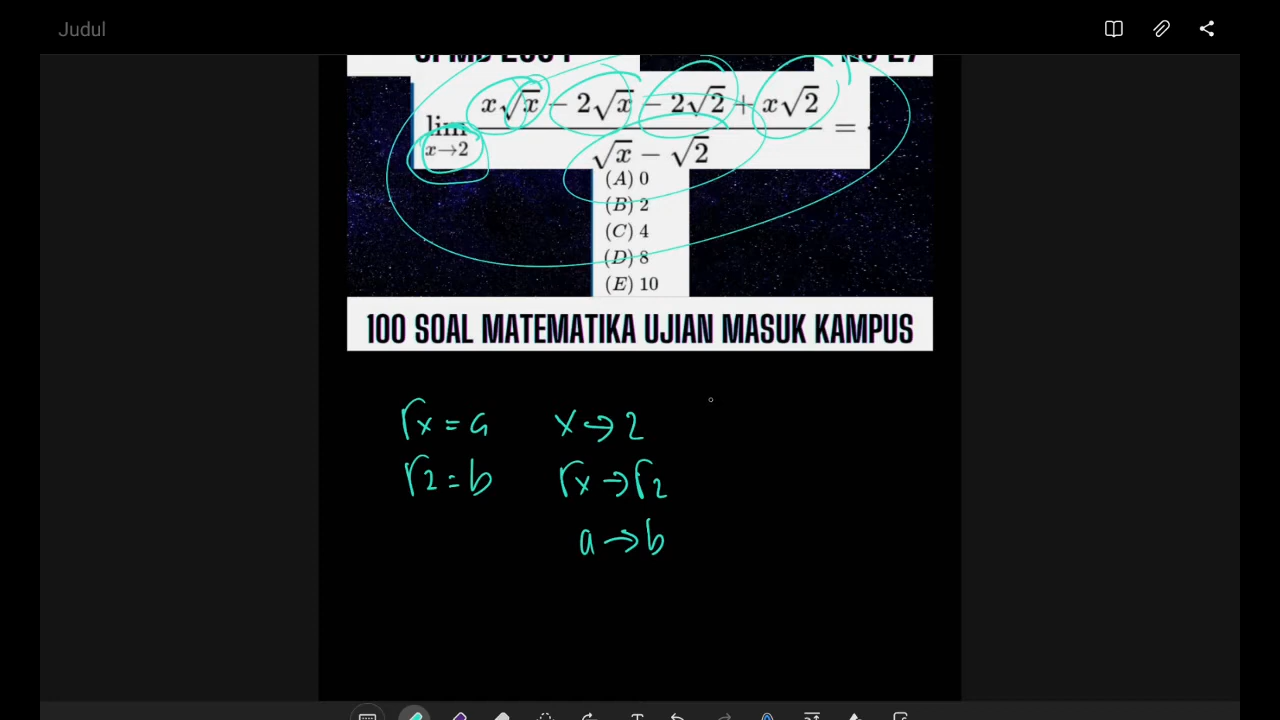 Judul
x√x − 2√x − 2√2 + x√2
lim
x→2
=
√x − √2
(A) 0
(B) 2
(C) 4
(D) 8
(E) 10
100 SOAL MATEMATIKA UJIAN MASUK KAMPUS
√x = a
x → 2
√2 = b
√x → √2
a → b